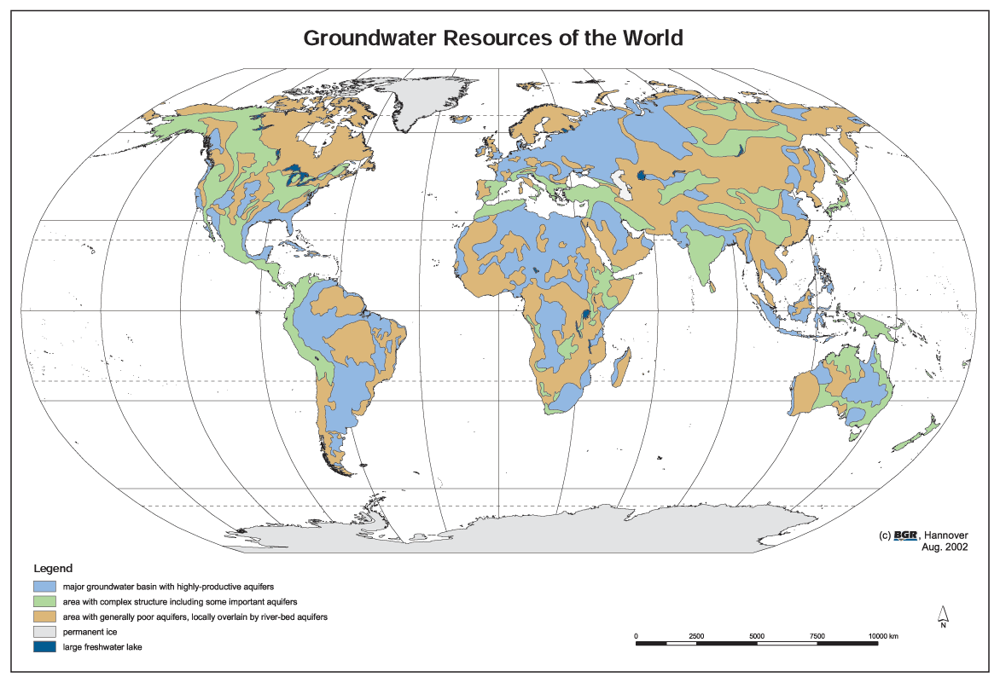 Groundwater Resources of the World
(c) BGR, Hannover
Aug. 2002
Legend
major groundwater basin with highly-productive aquifers
area with complex structure including some important aquifers
area with generally poor aquifers, locally overlain by river-bed aquifers
permanent ice
large freshwater lake
N
0 2500 5000 7500 10000 km